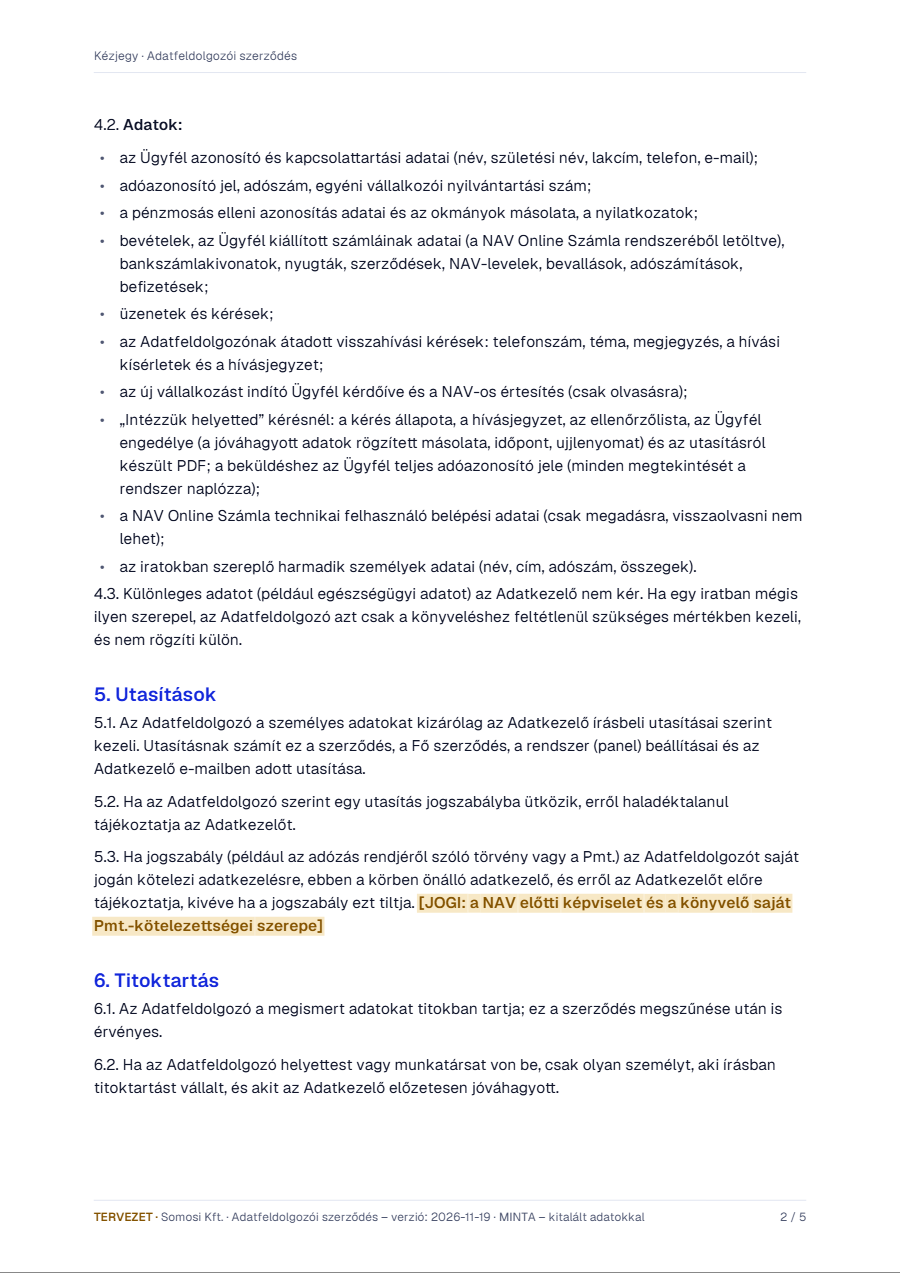 Kézjegy · Adatfeldolgozói szerződés
4.2. Adatok:
• az Ügyfél azonosító és kapcsolattartási adatai (név, születési név, lakcím, telefon, e-mail);
• adóazonosító jel, adószám, egyéni vállalkozói nyilvántartási szám;
• a pénzmosás elleni azonosítás adatai és az okmányok másolata, a nyilatkozatok;
• bevételek, az Ügyfél kiállított számláinak adatai (a NAV Online Számla rendszeréből letöltve),
bankszámlakivonatok, nyugták, szerződések, NAV-levelek, bevallások, adószámítások,
befizetések;
• üzenetek és kérések;
• az Adatfeldolgozónak átadott visszahívási kérések: telefonszám, téma, megjegyzés, a hívási
kísérletek és a hívásjegyzet;
• az új vállalkozást indító Ügyfél kérdőíve és a NAV-os értesítés (csak olvasásra);
• „Intézzük helyetted” kérésnél: a kérés állapota, a hívásjegyzet, az ellenőrzőlista, az Ügyfél
engedélye (a jóváhagyott adatok rögzített másolata, időpont, ujjlenyomat) és az utasításról
készült PDF; a beküldéshez az Ügyfél teljes adóazonosító jele (minden megtekintését a
rendszer naplózza);
• a NAV Online Számla technikai felhasználó belépési adatai (csak megadásra, visszaolvasni nem
lehet);
• az iratokban szereplő harmadik személyek adatai (név, cím, adószám, összegek).
4.3. Különleges adatot (például egészségügyi adatot) az Adatkezelő nem kér. Ha egy iratban mégis
ilyen szerepel, az Adatfeldolgozó azt csak a könyveléshez feltétlenül szükséges mértékben kezeli,
és nem rögzíti külön.
5. Utasítások
5.1. Az Adatfeldolgozó a személyes adatokat kizárólag az Adatkezelő írásbeli utasításai szerint
kezeli. Utasításnak számít ez a szerződés, a Fő szerződés, a rendszer (panel) beállításai és az
Adatkezelő e-mailben adott utasítása.
5.2. Ha az Adatfeldolgozó szerint egy utasítás jogszabályba ütközik, erről haladéktalanul
tájékoztatja az Adatkezelőt.
5.3. Ha jogszabály (például az adózás rendjéről szóló törvény vagy a Pmt.) az Adatfeldolgozót saját
jogán kötelezi adatkezelésre, ebben a körben önálló adatkezelő, és erről az Adatkezelőt előre
tájékoztatja, kivéve ha a jogszabály ezt tiltja. [JOGI: a NAV előtti képviselet és a könyvelő saját
Pmt.-kötelezettségei szerepe]
6. Titoktartás
6.1. Az Adatfeldolgozó a megismert adatokat titokban tartja; ez a szerződés megszűnése után is
érvényes.
6.2. Ha az Adatfeldolgozó helyettest vagy munkatársat von be, csak olyan személyt, aki írásban
titoktartást vállalt, és akit az Adatkezelő előzetesen jóváhagyott.
TERVEZET · Somosi Kft. · Adatfeldolgozói szerződés – verzió: 2026-11-19 · MINTA – kitalált adatokkal 2 / 5